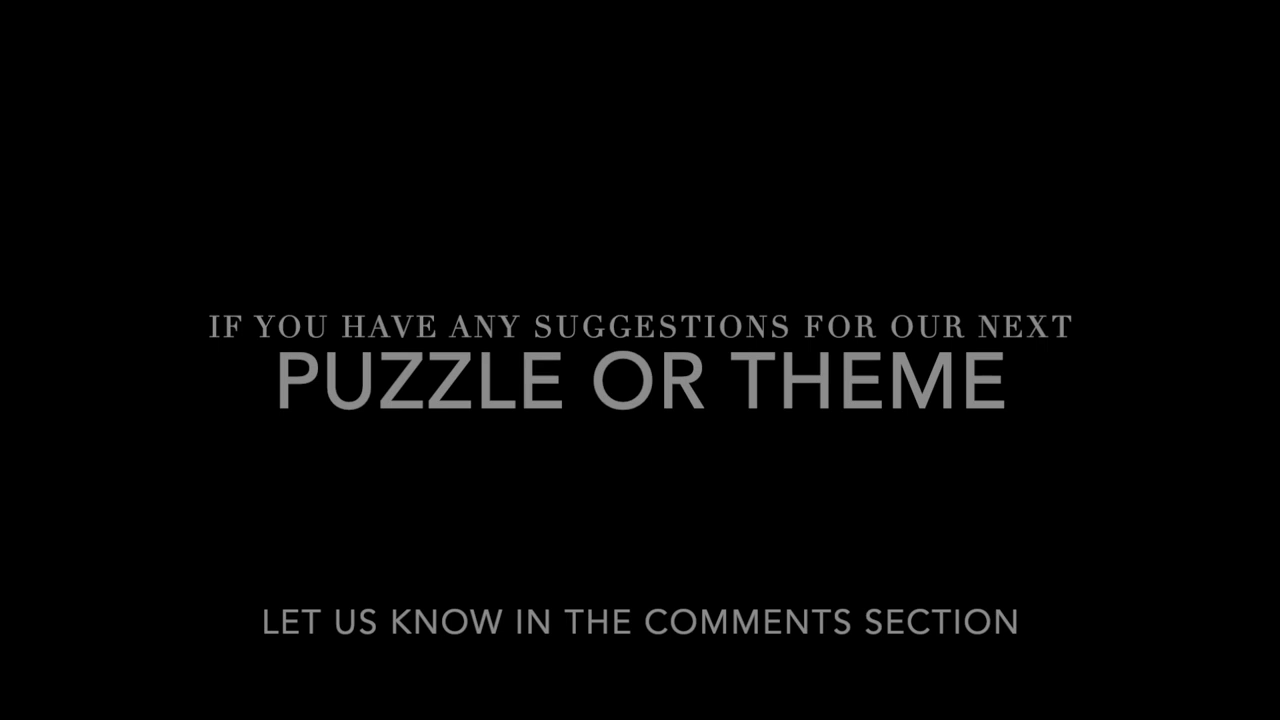 IF YOU HAVE ANY SUGGESTIONS FOR OUR NEXT
PUZZLE OR THEME
LET US KNOW IN THE COMMENTS SECTION